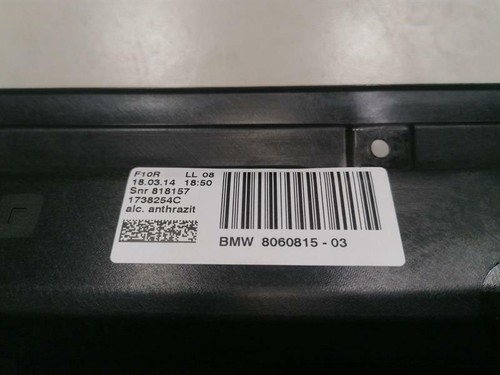 F10R LL 08
18.03.14 18:50
Snr 818157
1738254C
alc. anthrazit
BMW 8060815 - 03